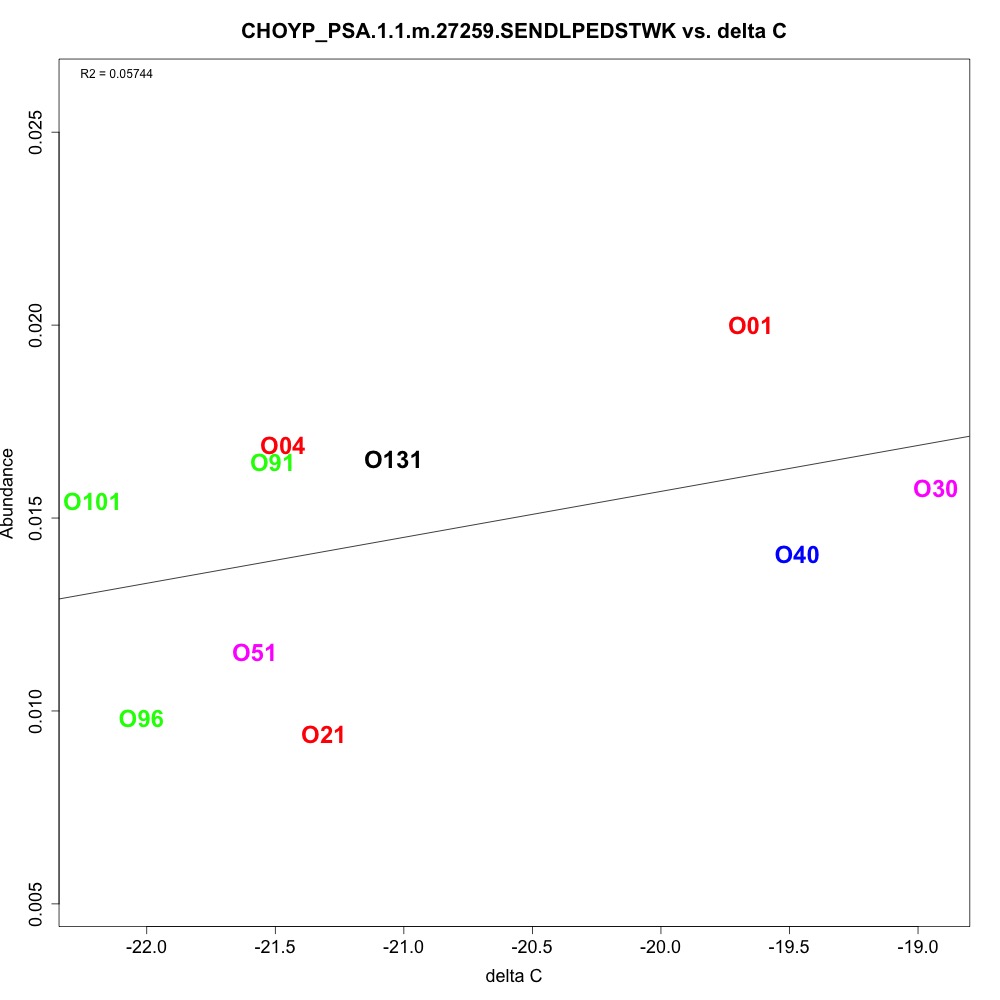 CHOYP_PSA.1.1.m.27259.SENDLPEDSTWK vs. delta C
R2 = 0.05744
0.025
0.020
0.015
0.010
0.005
Abundance
O01
O04
O91
O131
O101
O30
O40
O51
O96
O21
-22.0
-21.5
-21.0
-20.5
-20.0
-19.5
-19.0
delta C